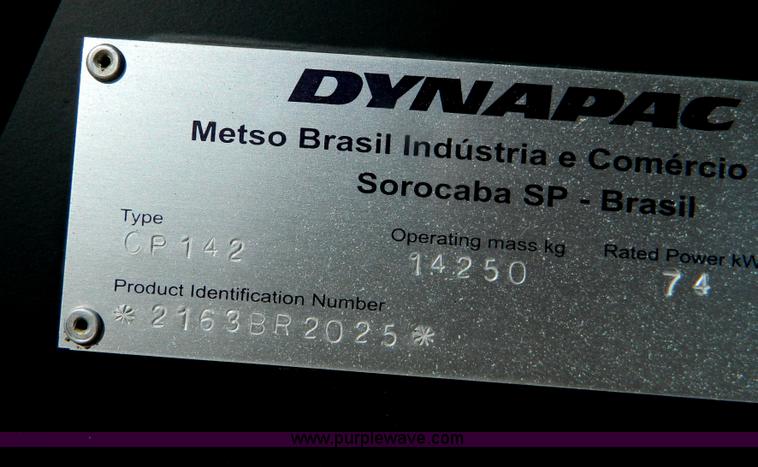 DYNAPAC
Metso Brasil Indústria e Comércio
Sorocaba SP - Brasil
Type
Operating mass kg
Rated Power kW
CP142
14250
74
Product Identification Number
*2163BR2025*
www.purplewave.com